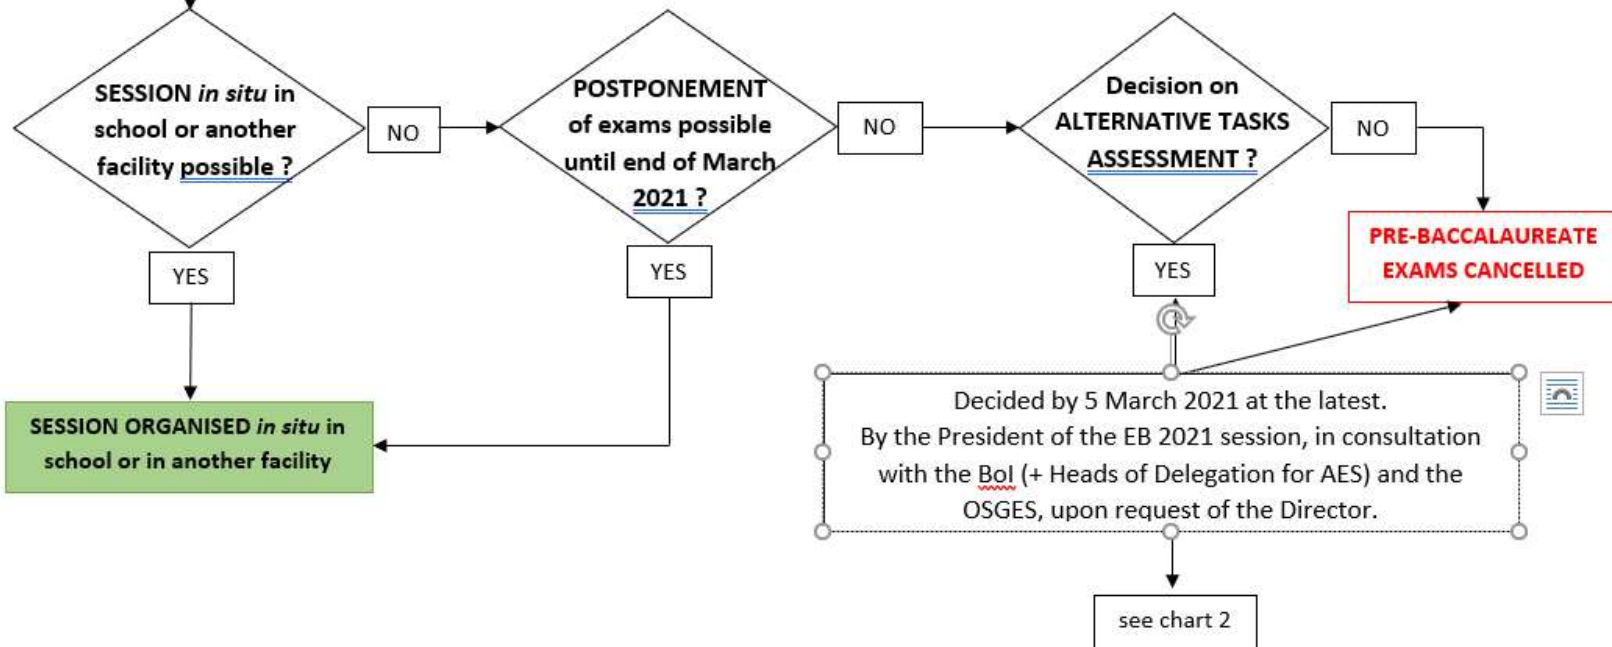 SESSION in situ in
school or another
facility possible ?
NO
POSTPONEMENT
of exams possible
until end of March
2021 ?
NO
Decision on
ALTERNATIVE TASKS
ASSESSMENT ?
NO
PRE-BACCALAUREATE
EXAMS CANCELLED
YES
YES
YES
SESSION ORGANISED in situ in
school or in another facility
Decided by 5 March 2021 at the latest.
By the President of the EB 2021 session, in consultation
with the BoI (+ Heads of Delegation for AES) and the
OSGES, upon request of the Director.
see chart 2